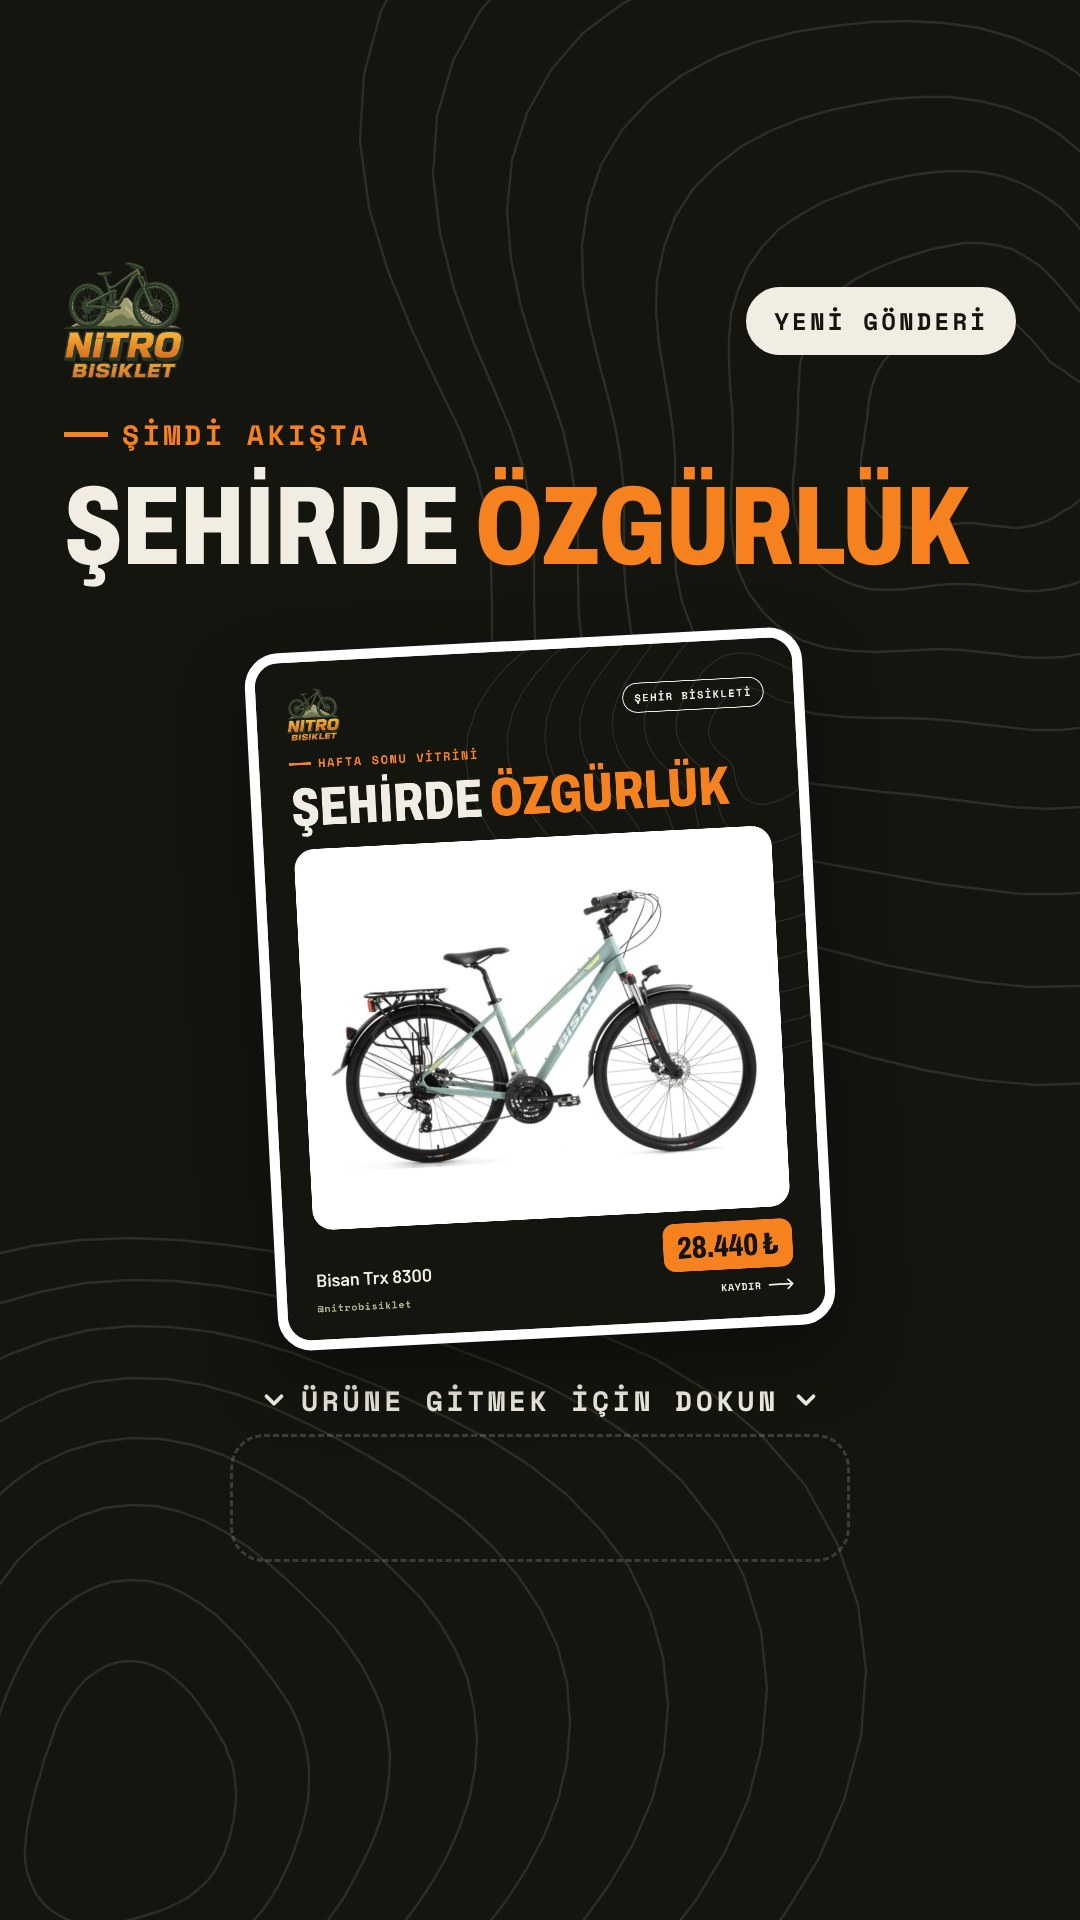 NiTRO
BiSiKLET
YENİ GÖNDERİ
ŞİMDİ AKIŞTA
ŞEHİRDE ÖZGÜRLÜK
NiTRO
BiSiKLET
ŞEHİR BİSİKLETİ
HAFTA SONU VİTRİNİ
ŞEHİRDE ÖZGÜRLÜK
BISAN
28.440 ₺
Bisan Trx 8300
KAYDIR
@nitrobisiklet
ÜRÜNE GİTMEK İÇİN DOKUN